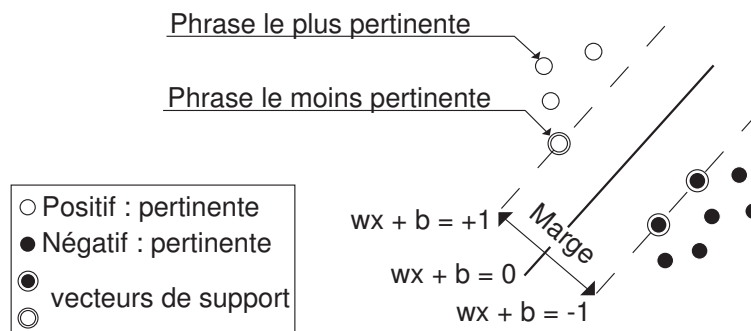 Phrase le plus pertinente
Phrase le moins pertinente
Positif : pertinente
Négatif : pertinente
vecteurs de support
wx + b = +1
Marge
wx + b = 0
wx + b = -1